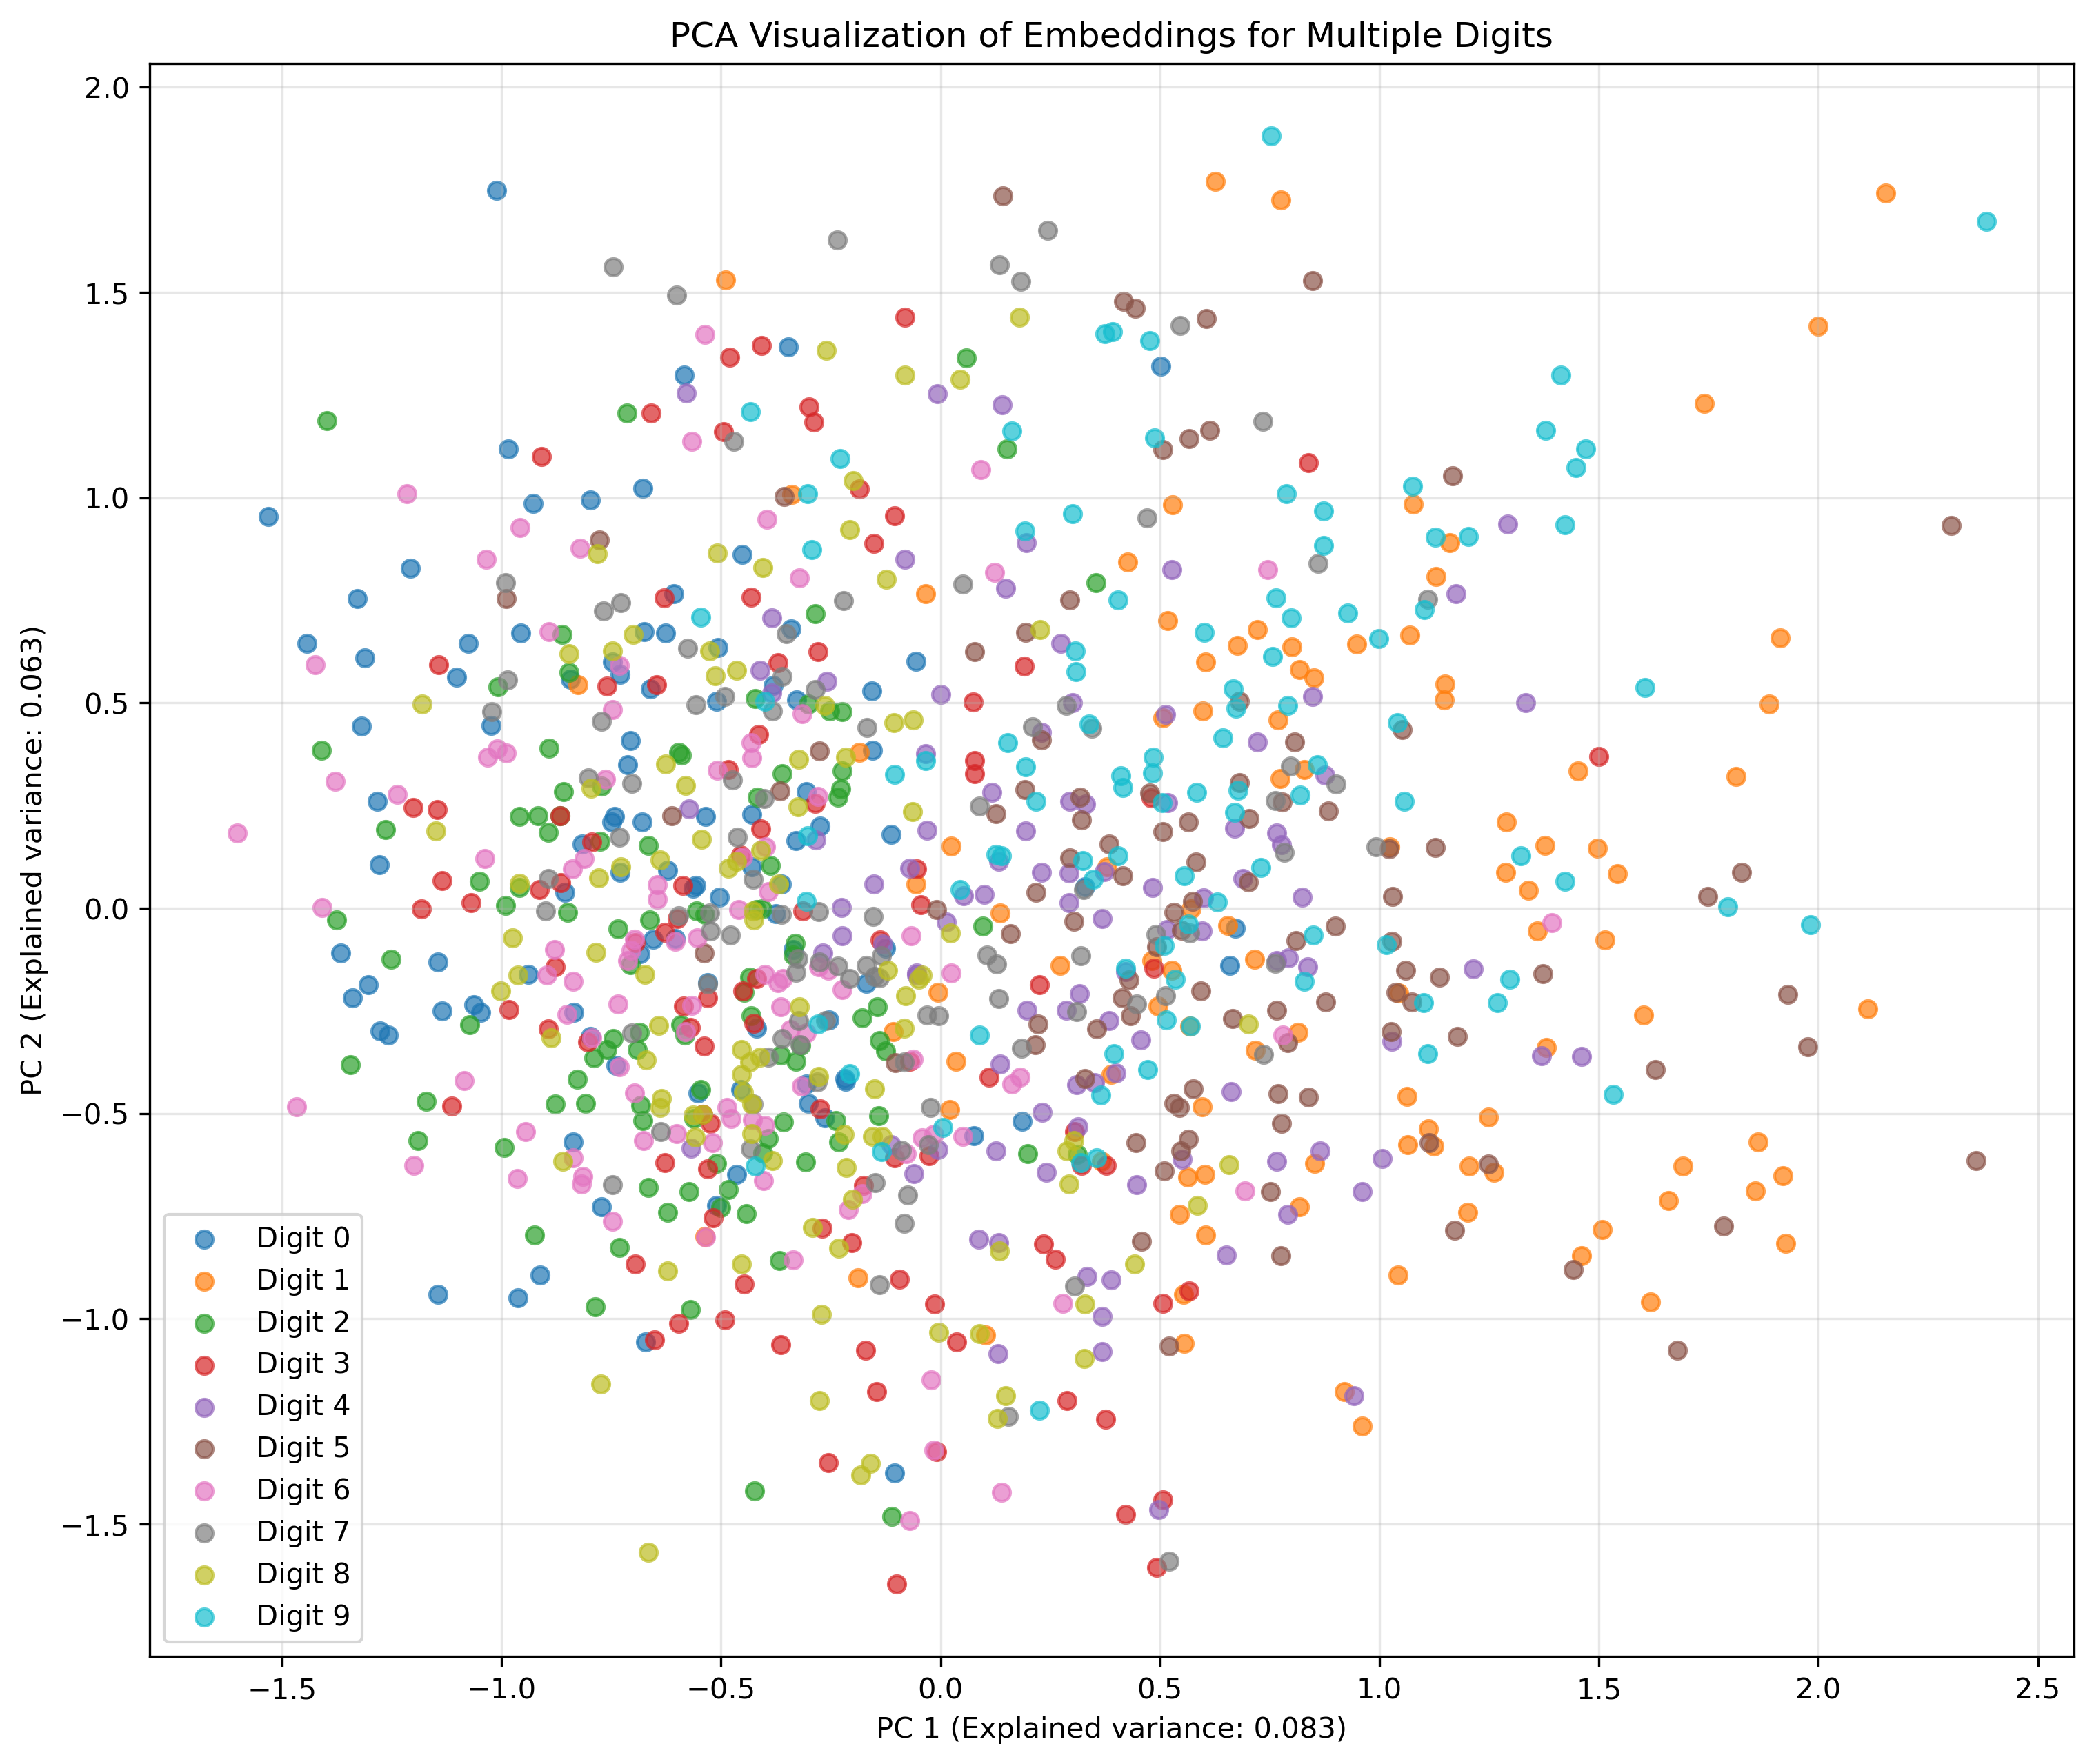 PCA Visualization of Embeddings for Multiple Digits
2.0
1.5
1.0
0.5
0.0
−0.5
−1.0
−1.5
PC 2 (Explained variance: 0.063)
Digit 0
Digit 1
Digit 2
Digit 3
Digit 4
Digit 5
Digit 6
Digit 7
Digit 8
Digit 9
−1.5 −1.0 −0.5 0.0 0.5 1.0 1.5 2.0 2.5
PC 1 (Explained variance: 0.083)